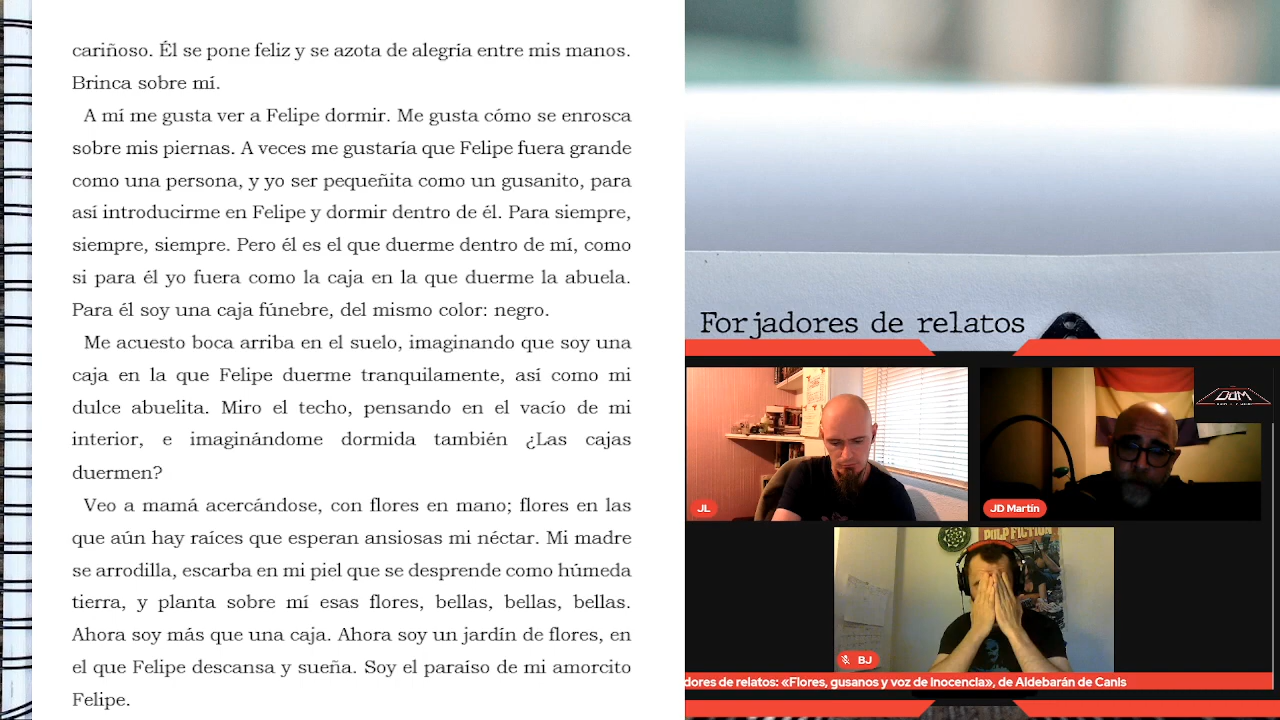 cariñoso. Él se pone feliz y se azota de alegría entre mis manos.
Brinca sobre mí.
A mí me gusta ver a Felipe dormir. Me gusta cómo se enrosca
sobre mis piernas. A veces me gustaría que Felipe fuera grande
como una persona, y yo ser pequeñita como un gusanito, para
así introducirme en Felipe y dormir dentro de él. Para siempre,
siempre, siempre. Pero él es el que duerme dentro de mí, como
si para él yo fuera como la caja en la que duerme la abuela.
Para él soy una caja fúnebre, del mismo color: negro.
Me acuesto boca arriba en el suelo, imaginando que soy una
caja en la que Felipe duerme tranquilamente, así como mi
dulce abuelita. Miro el techo, pensando en el vacío de mi
interior, e imaginándome dormida también ¿Las cajas
duermen?
Veo a mamá acercándose, con flores en mano; flores en las
que aún hay raíces que esperan ansiosas mi néctar. Mi madre
se arrodilla, escarba en mi piel que se desprende como húmeda
tierra, y planta sobre mí esas flores, bellas, bellas, bellas.
Ahora soy más que una caja. Ahora soy un jardín de flores, en
el que Felipe descansa y sueña. Soy el paraíso de mi amorcito
Felipe.
Forjadores de relatos
JL
JD Martín
PULP FICTION
BJ
dores de relatos: «Flores, gusanos y voz de inocencia», de Aldebarán de Canis